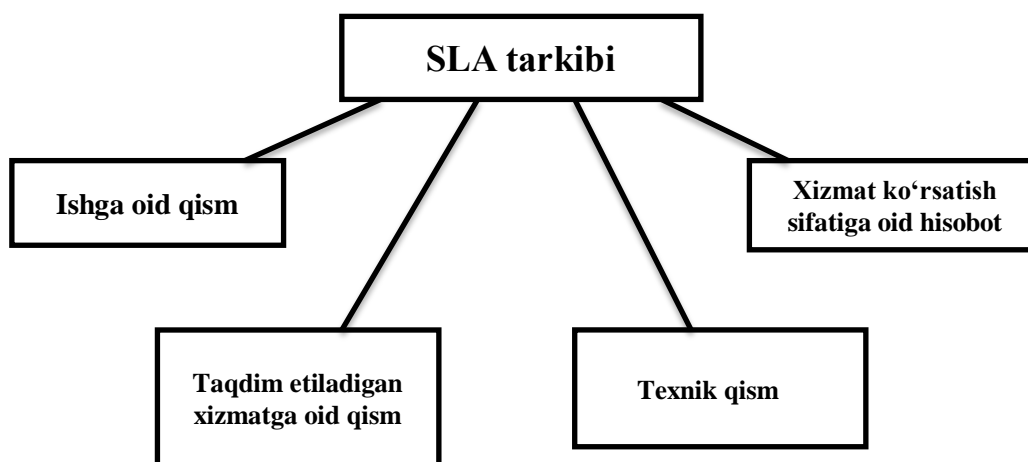 SLA tarkibi
Ishga oid qism
Xizmat ko‘rsatish
sifatiga oid hisobot
Taqdim etiladigan
xizmatga oid qism
Texnik qism